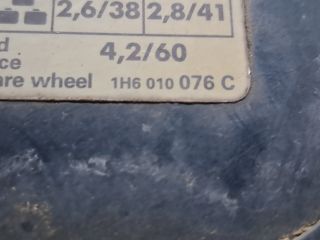 2,6/38 2,8/41
d
ce 4,2/60
are wheel 1H6 010 076 C